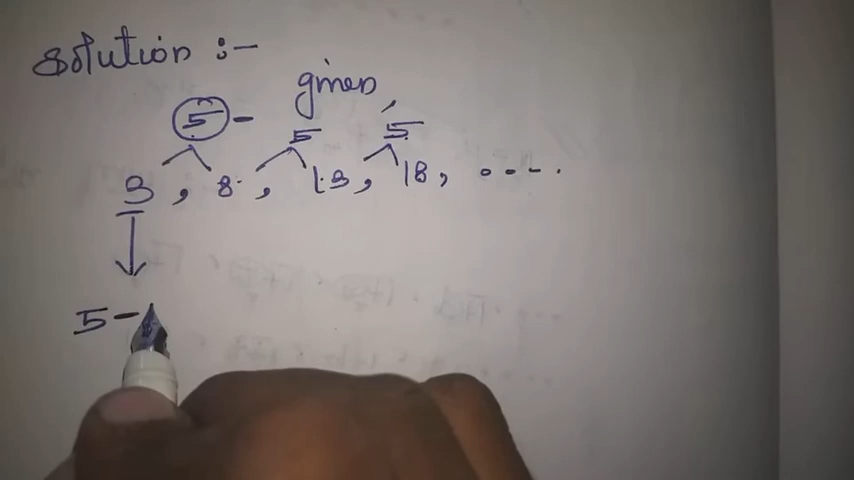 Solution :-
given,
5 - 5 5
3, 8, 13, 18, ....
5 -